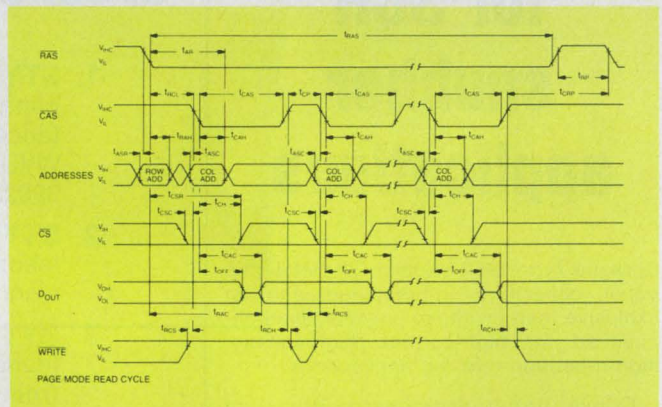 tRAS
RAS VIHC tAR
VIL
tRP
tRCL tCAS tCP tCAS tCAS tCRP
CAS VIHC
VIL
tRAH tCAH tCAH tCAH
tASR tASC tASC tASC
ADDRESSES VIH ROW ADD COL ADD COL ADD COL ADD
VIL
tCSR
tCH tCH tCH
tCSC tCSC tCSC
CS VIH
VIL
tCAC tCAC tCAC
tOFF tOFF tOFF
DOUT VOH
VOL
tRAC
tRCS tRCH tRCS tRCH
WRITE VIHC
VIL
PAGE MODE READ CYCLE